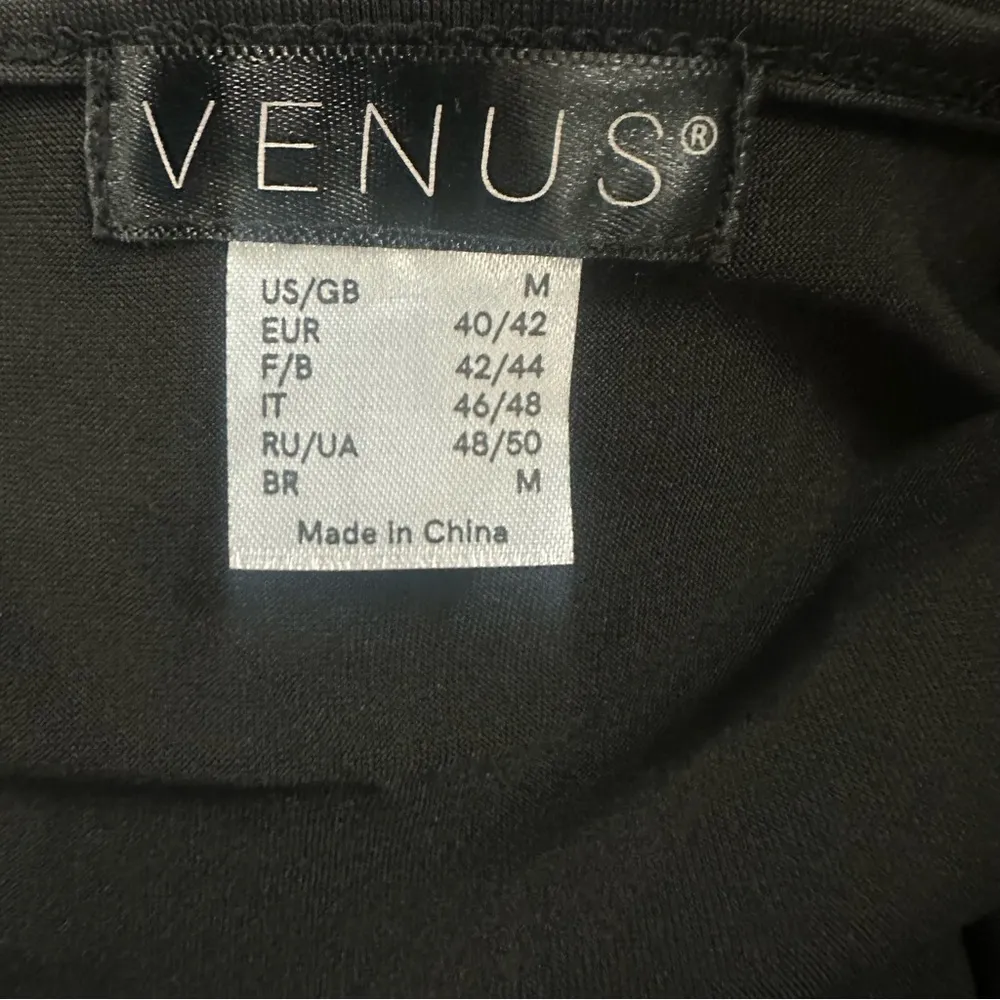 VENUS®
US/GB M
EUR 40/42
F/B 42/44
IT 46/48
RU/UA 48/50
BR M
Made in China